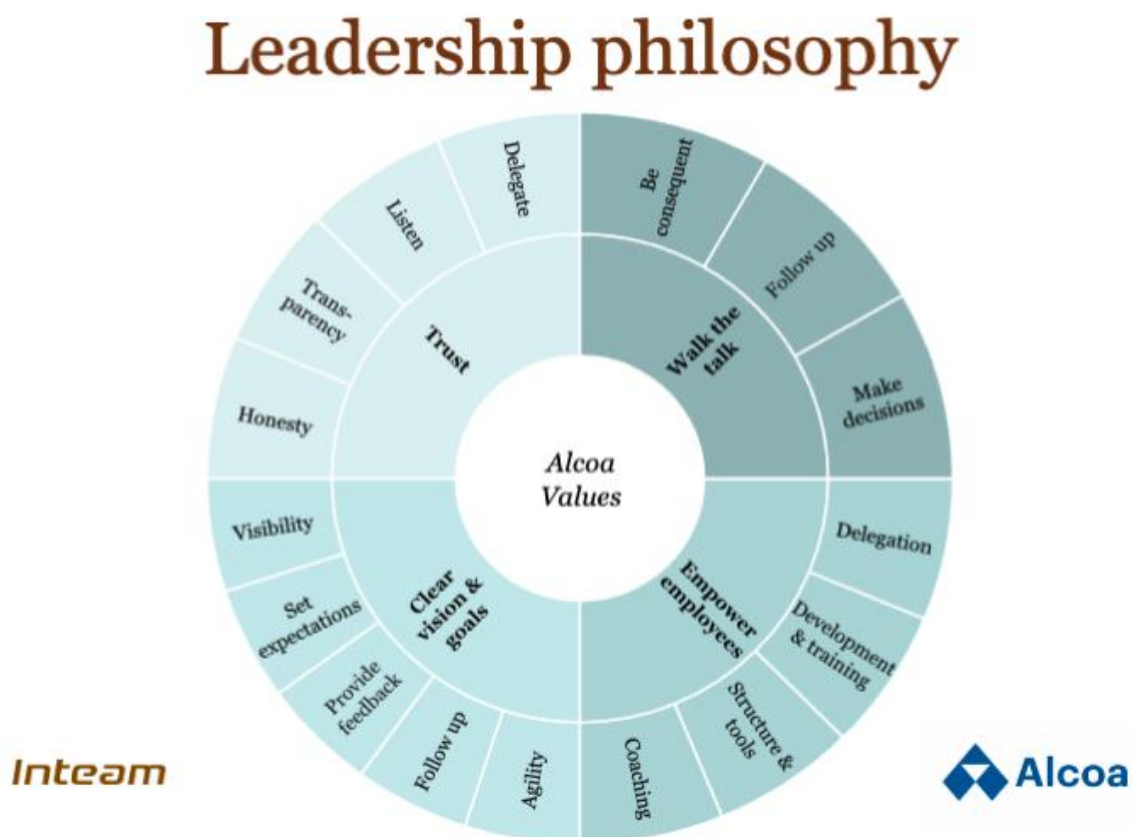 Leadership philosophy
Be
consequent
Follow up
Make
decisions
Walk the
talk
Delegation
Development
& training
Structure &
tools
Coaching
Empower
employees
Agility
Follow up
Provide
feedback
Set
expectations
Visibility
Clear
vision &
goals
Honesty
Trans-
parency
Listen
Delegate
Trust
Alcoa
Values
Inteam
Alcoa